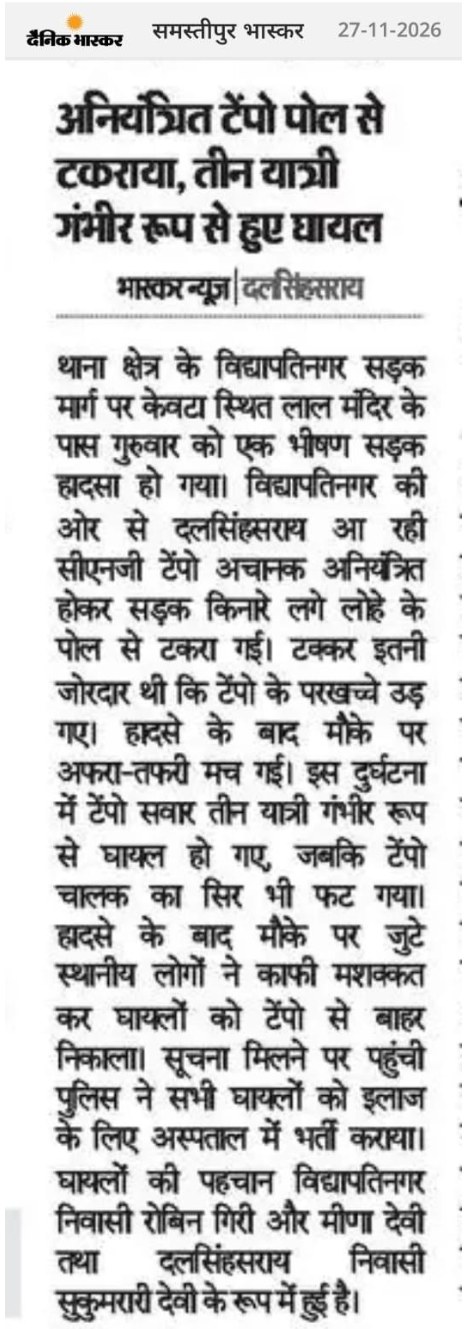 दैनिक भास्कर समस्तीपुर भास्कर 27-11-2026
अनियंत्रित टेंपो पोल से
टकराया, तीन यात्री
गंभीर रूप से हुए घायल
भास्कर न्यूज|दलसिंहसराय
थाना क्षेत्र के विद्यापतिनगर सड़क
मार्ग पर केवटा स्थित लाल मंदिर के
पास गुरुवार को एक भीषण सड़क
हादसा हो गया। विद्यापतिनगर की
ओर से दलसिंहसराय आ रही
सीएनजी टेंपो अचानक अनियंत्रित
होकर सड़क किनारे लगे लोहे के
पोल से टकरा गई। टक्कर इतनी
जोरदार थी कि टेंपो के परखच्चे उड़
गए। हादसे के बाद मौके पर
अफरा-तफरी मच गई। इस दुर्घटना
में टेंपो सवार तीन यात्री गंभीर रूप
से घायल हो गए, जबकि टेंपो
चालक का सिर भी फट गया।
हादसे के बाद मौके पर जुटे
स्थानीय लोगों ने काफी मशक्कत
कर घायलों को टेंपो से बाहर
निकाला। सूचना मिलने पर पहुंची
पुलिस ने सभी घायलों को इलाज
के लिए अस्पताल में भर्ती कराया।
घायलों की पहचान विद्यापतिनगर
निवासी रोबिन गिरी और मीणा देवी
तथा दलसिंहसराय निवासी
सुकुमरारी देवी के रूप में हुई है।